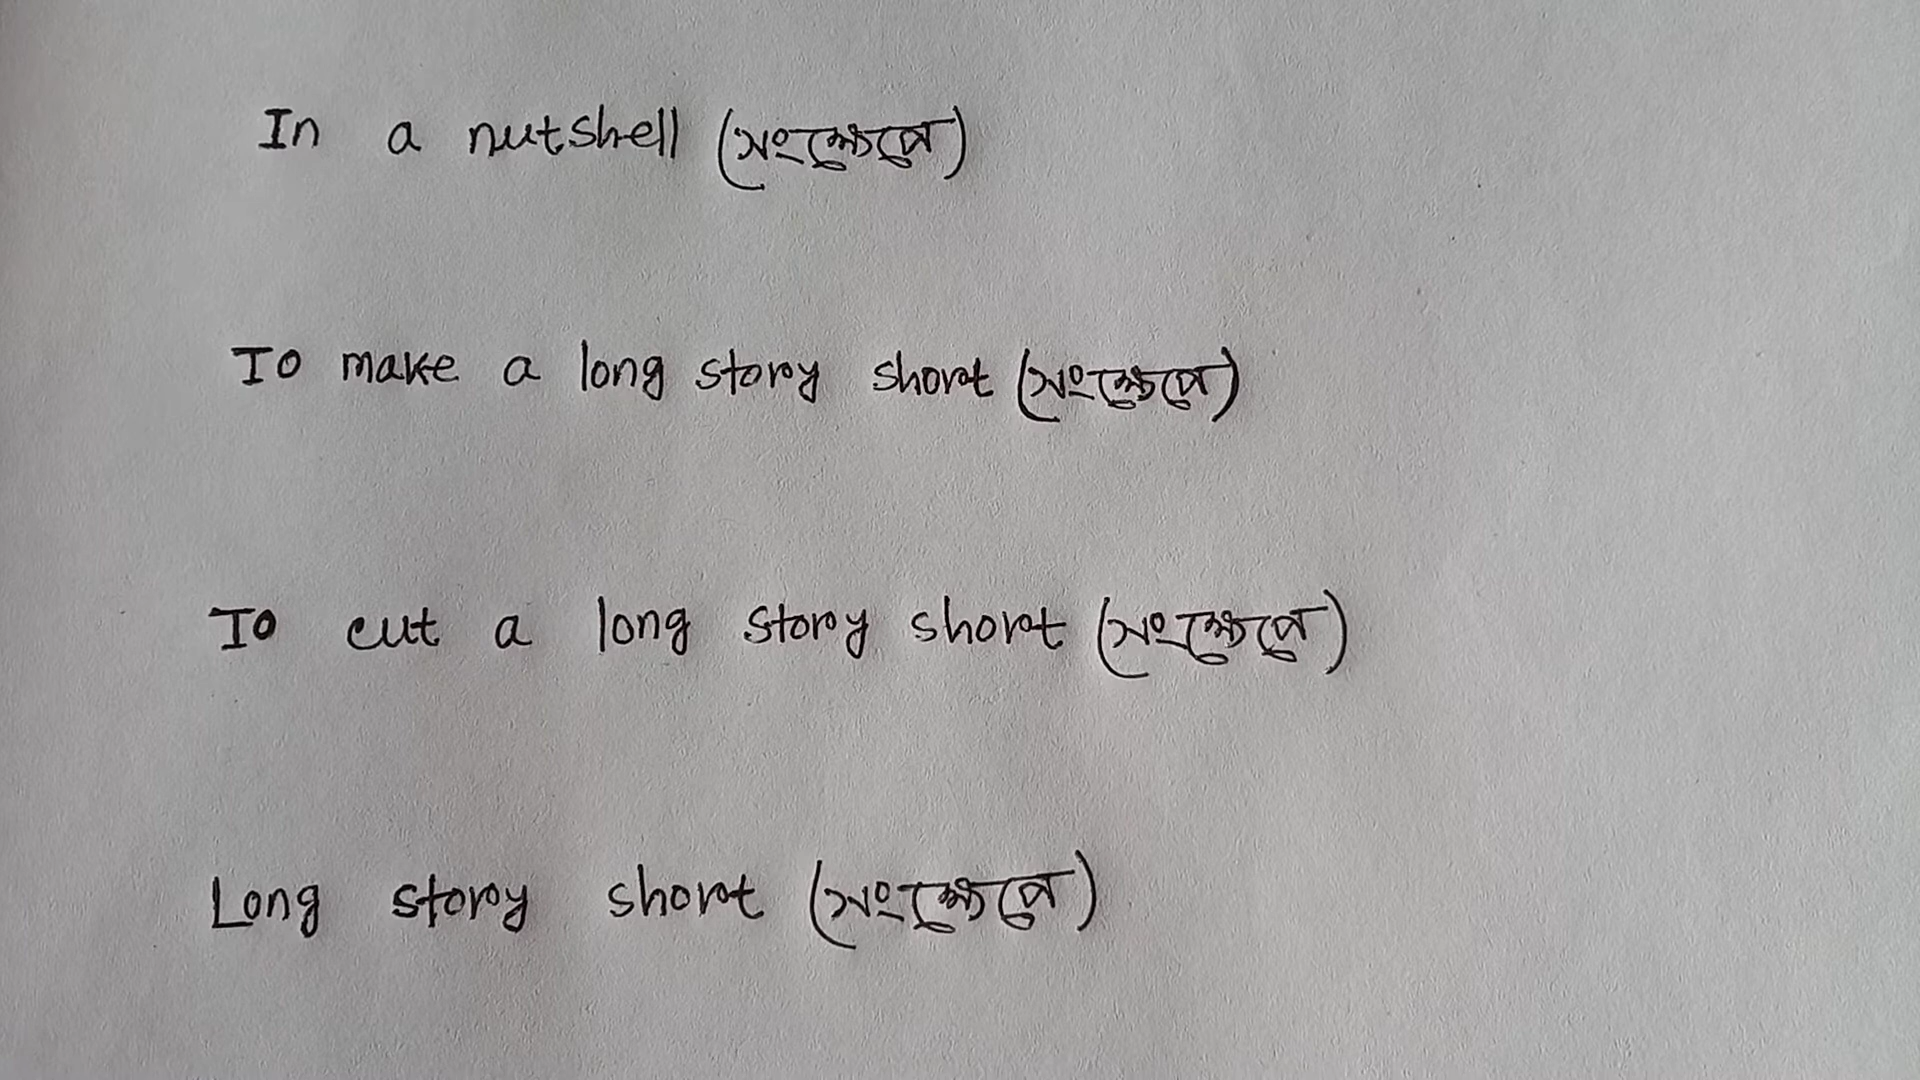 In a nutshell (সংক্ষেপে)
To make a long story short (সংক্ষেপে)
To cut a long story short (সংক্ষেপে)
Long story short (সংক্ষেপে)